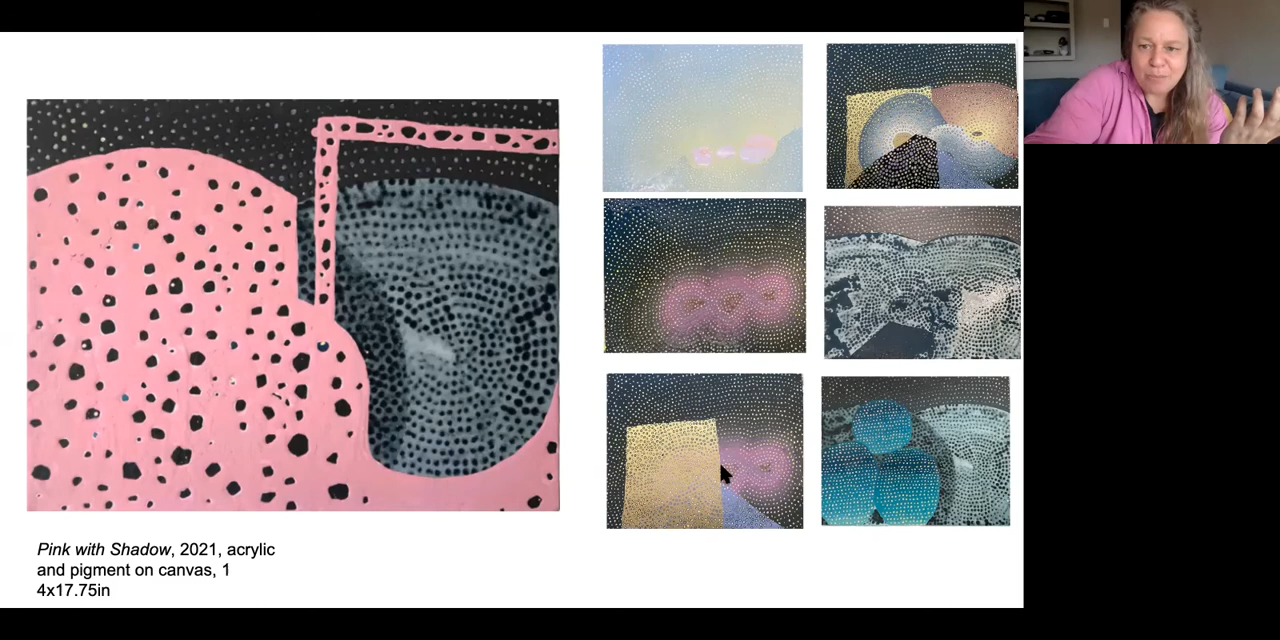 Pink with Shadow, 2021, acrylic
and pigment on canvas, 1
4x17.75in